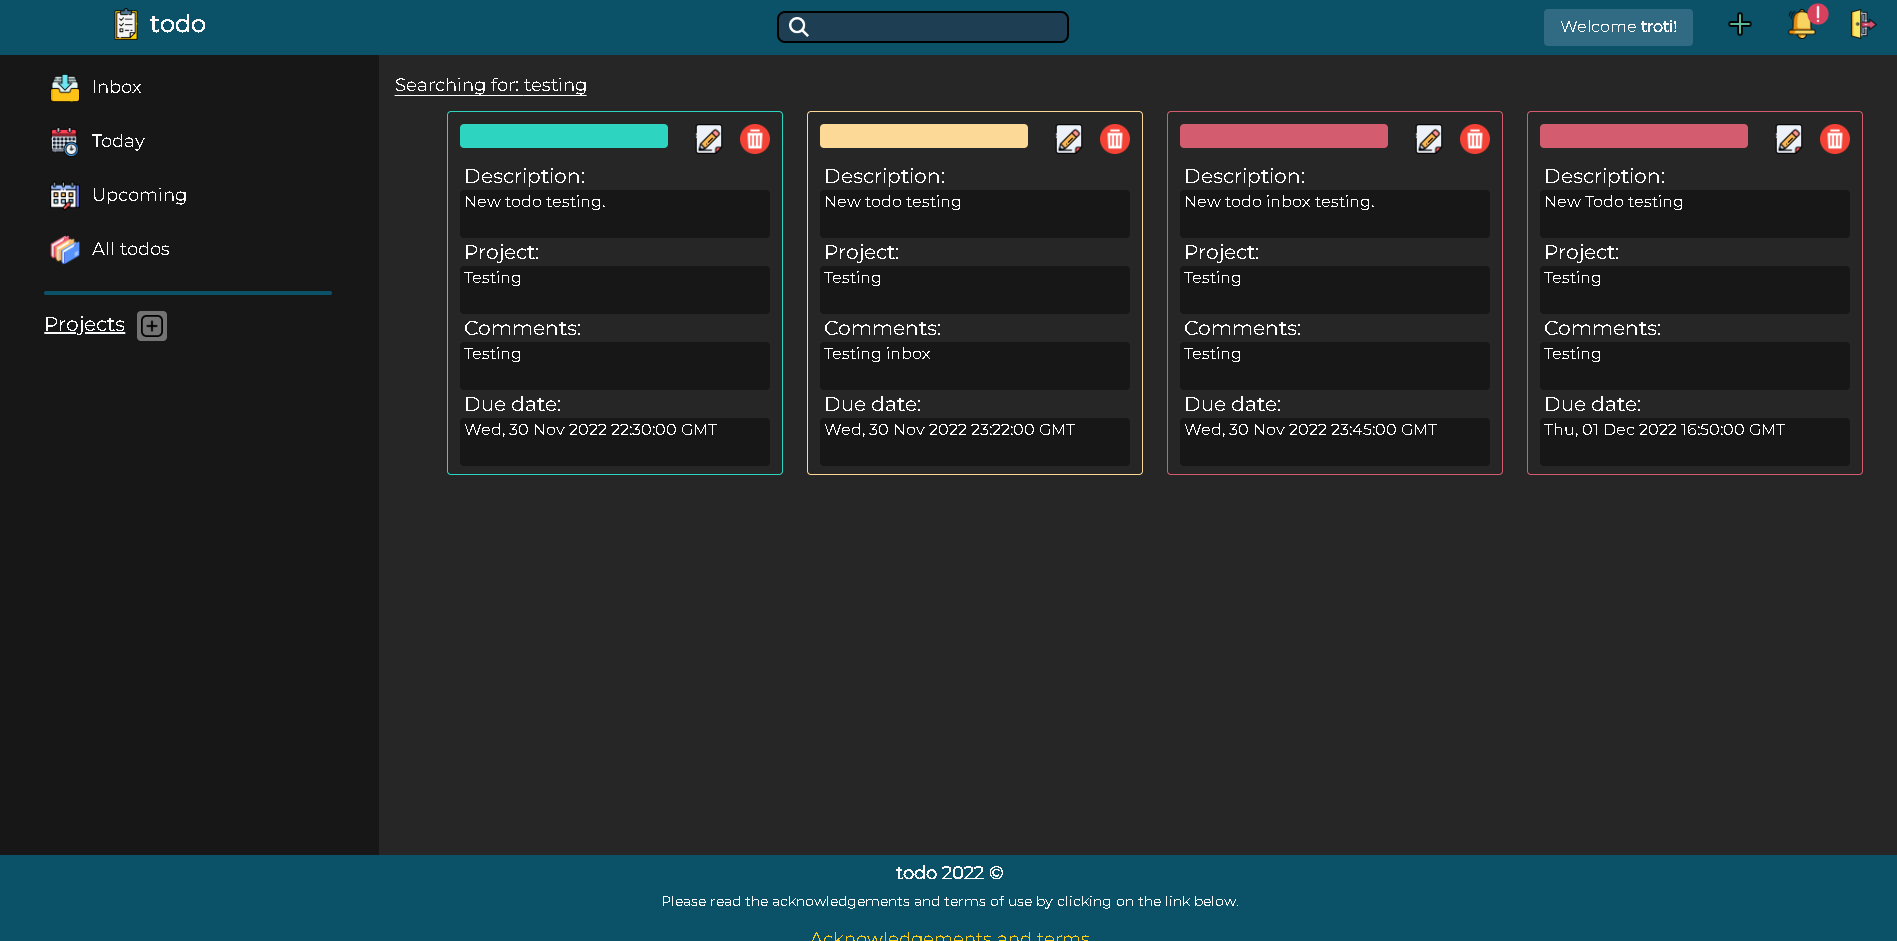 todo
Welcome troti!
Inbox
Today
Upcoming
All todos
Projects
Searching for: testing
Description:
New todo testing.
Project:
Testing
Comments:
Testing
Due date:
Wed, 30 Nov 2022 22:30:00 GMT
Description:
New todo testing
Project:
Testing
Comments:
Testing inbox
Due date:
Wed, 30 Nov 2022 23:22:00 GMT
Description:
New todo inbox testing.
Project:
Testing
Comments:
Testing
Due date:
Wed, 30 Nov 2022 23:45:00 GMT
Description:
New Todo testing
Project:
Testing
Comments:
Testing
Due date:
Thu, 01 Dec 2022 16:50:00 GMT
todo 2022 ©
Please read the acknowledgements and terms of use by clicking on the link below.
Acknowledgements and terms